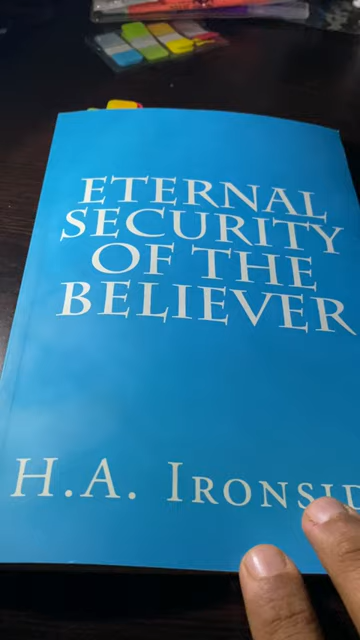 ETERNAL
SECURITY
OF THE
BELIEVER
H.A. IRONSID